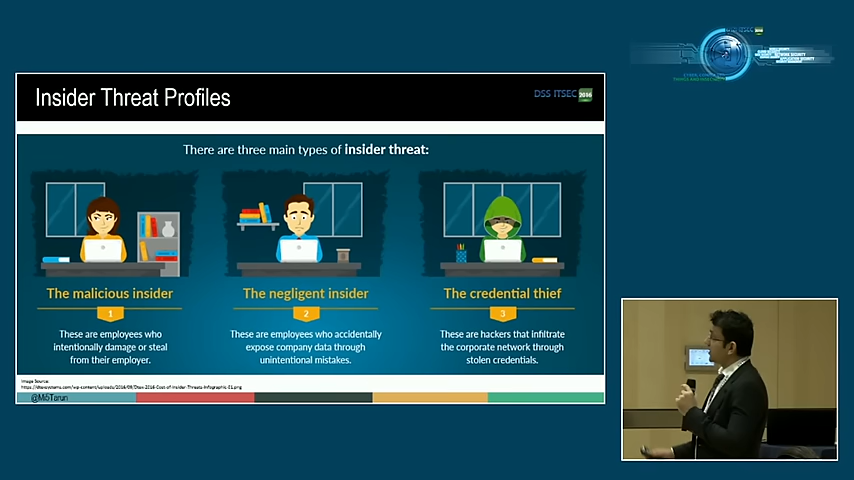 Insider Threat Profiles
DSS ITSEC 2016
There are three main types of insider threat:
The malicious insider
The negligent insider
The credential thief
1
2
3
These are employees who
intentionally damage or steal
from their employer.
These are employees who accidentally
expose company data through
unintentional mistakes.
These are hackers that infiltrate
the corporate network through
stolen credentials.
Image Source:
@Mi5Tarun